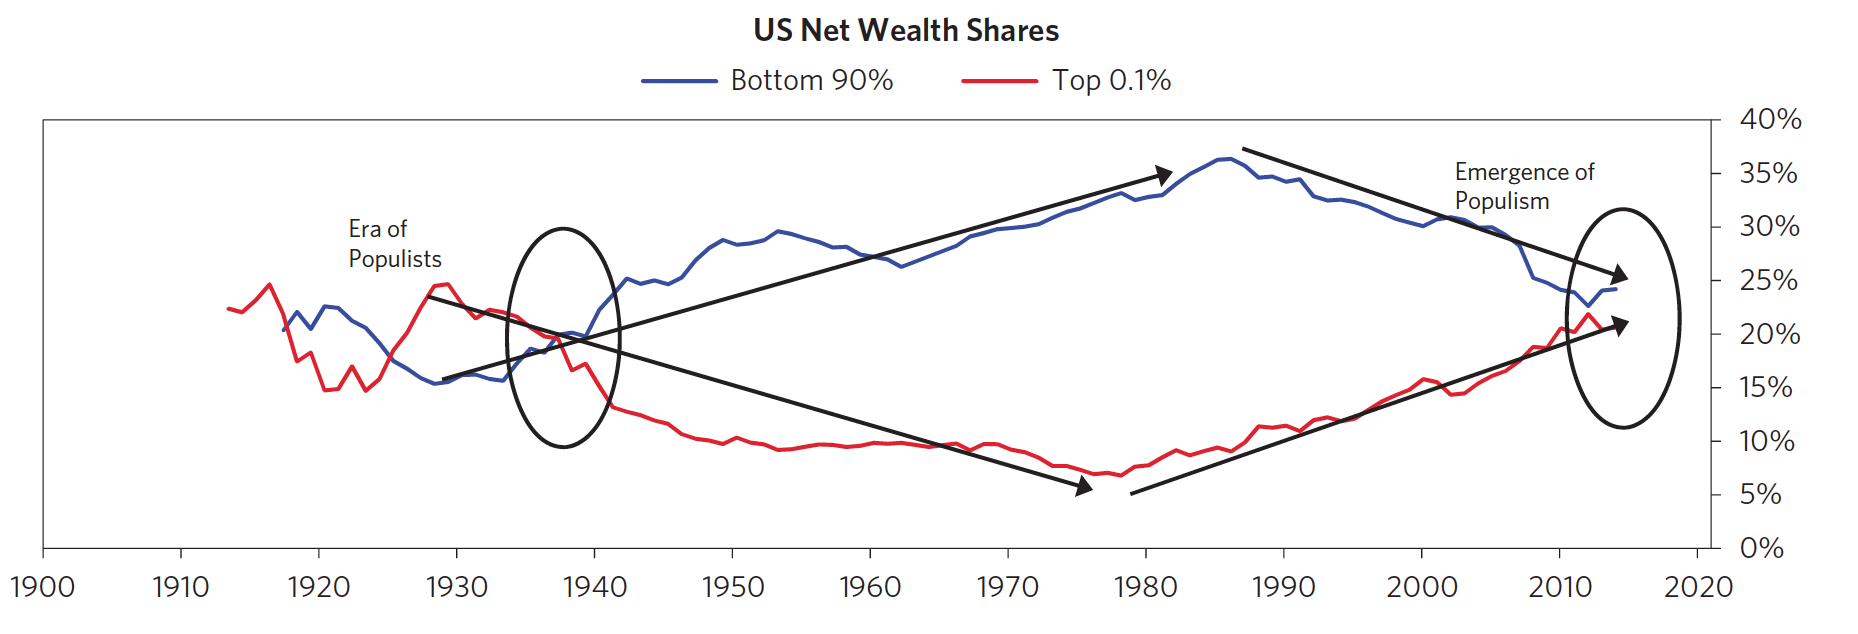 US Net Wealth Shares
Bottom 90% Top 0.1%
40%
35%
30%
25%
20%
15%
10%
5%
0%
Era of
Populists
Emergence of
Populism
1900 1910 1920 1930 1940 1950 1960 1970 1980 1990 2000 2010 2020